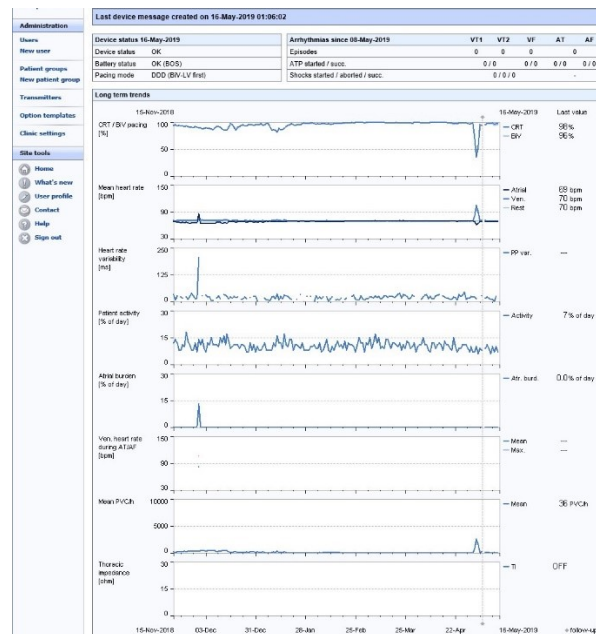 Administration
Users
New user
Patient groups
New patient group
Transmitters
Option templates
Clinic settings
Site tools
Home
What's new
User profile
Contact
Help
Sign out
Last device message created on 16-May-2019 01:06:02
Device status 16-May-2019
Device status OK
Battery status OK (BOS)
Pacing mode DDD (BiV-LV first)
Arrhythmias since 08-May-2019 VT1 VT2 VF AT AF
Episodes 0 0 0 0
ATP started / succ. 0 / 0 0 / 0 0 / 0 0 / 0
Shocks started / aborted / succ. 0 / 0 / 0 -
Long term trends
15-Nov-2018 16-May-2019 Last value
CRT / BiV pacing
[%]
100
50
0
CRT 98%
BiV 96%
Mean heart rate
[bpm]
150
90
30
Atrial 69 bpm
Ven. 70 bpm
Rest 70 bpm
Heart rate
variability
[ms]
250
125
0
PP var. ---
Patient activity
[% of day]
30
15
0
Activity 7% of day
Atrial burden
[% of day]
30
15
0
Atr. burd. 0.0% of day
Ven. heart rate
during AT/AF
[bpm]
150
90
30
Mean ---
Max. ---
Mean PVC/h
10000
5000
0
Mean 36 PVC/h
Thoracic
impedance
[ohm]
30
15
0
TI OFF
15-Nov-2018 03-Dec 31-Dec 28-Jan 25-Feb 25-Mar 22-Apr 16-May-2019 +follow-up